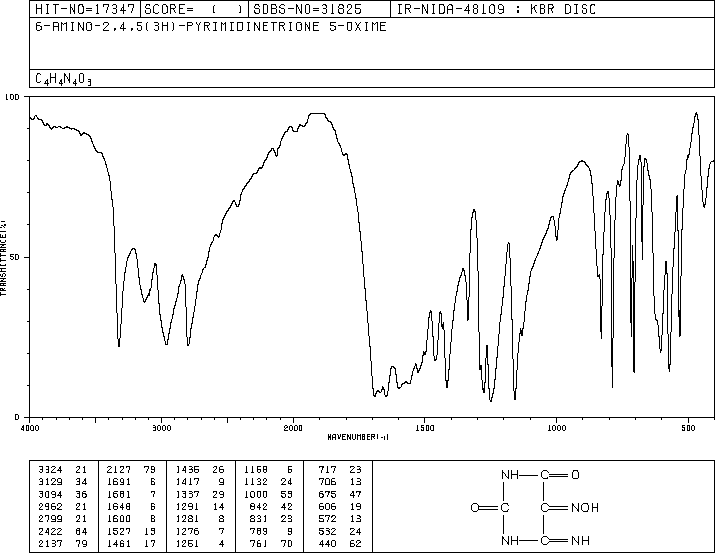 HIT-NO=17347 SCORE= ( ) SDBS-NO=31825 IR-NIDA-48109 : KBR DISC
6-AMINO-2,4,5(3H)-PYRIMIDINETRIONE 5-OXIME
C4H4N4O3
100
TRANSMITTANCE(%)
50
0
4000 3000 2000 1500 1000 500
WAVENUMBER(-1)
3324 21 2127 79 1436 26 1168 6 717 23
3129 34 1691 6 1417 9 1132 24 706 13
3094 36 1681 7 1337 29 1000 53 675 47
2962 21 1648 6 1291 14 842 42 606 19
2799 21 1600 8 1281 8 831 23 572 13
2422 64 1527 13 1276 7 789 9 532 24
2137 79 1461 17 1251 4 761 70 440 62
NH C O
O C C NOH
NH C NH